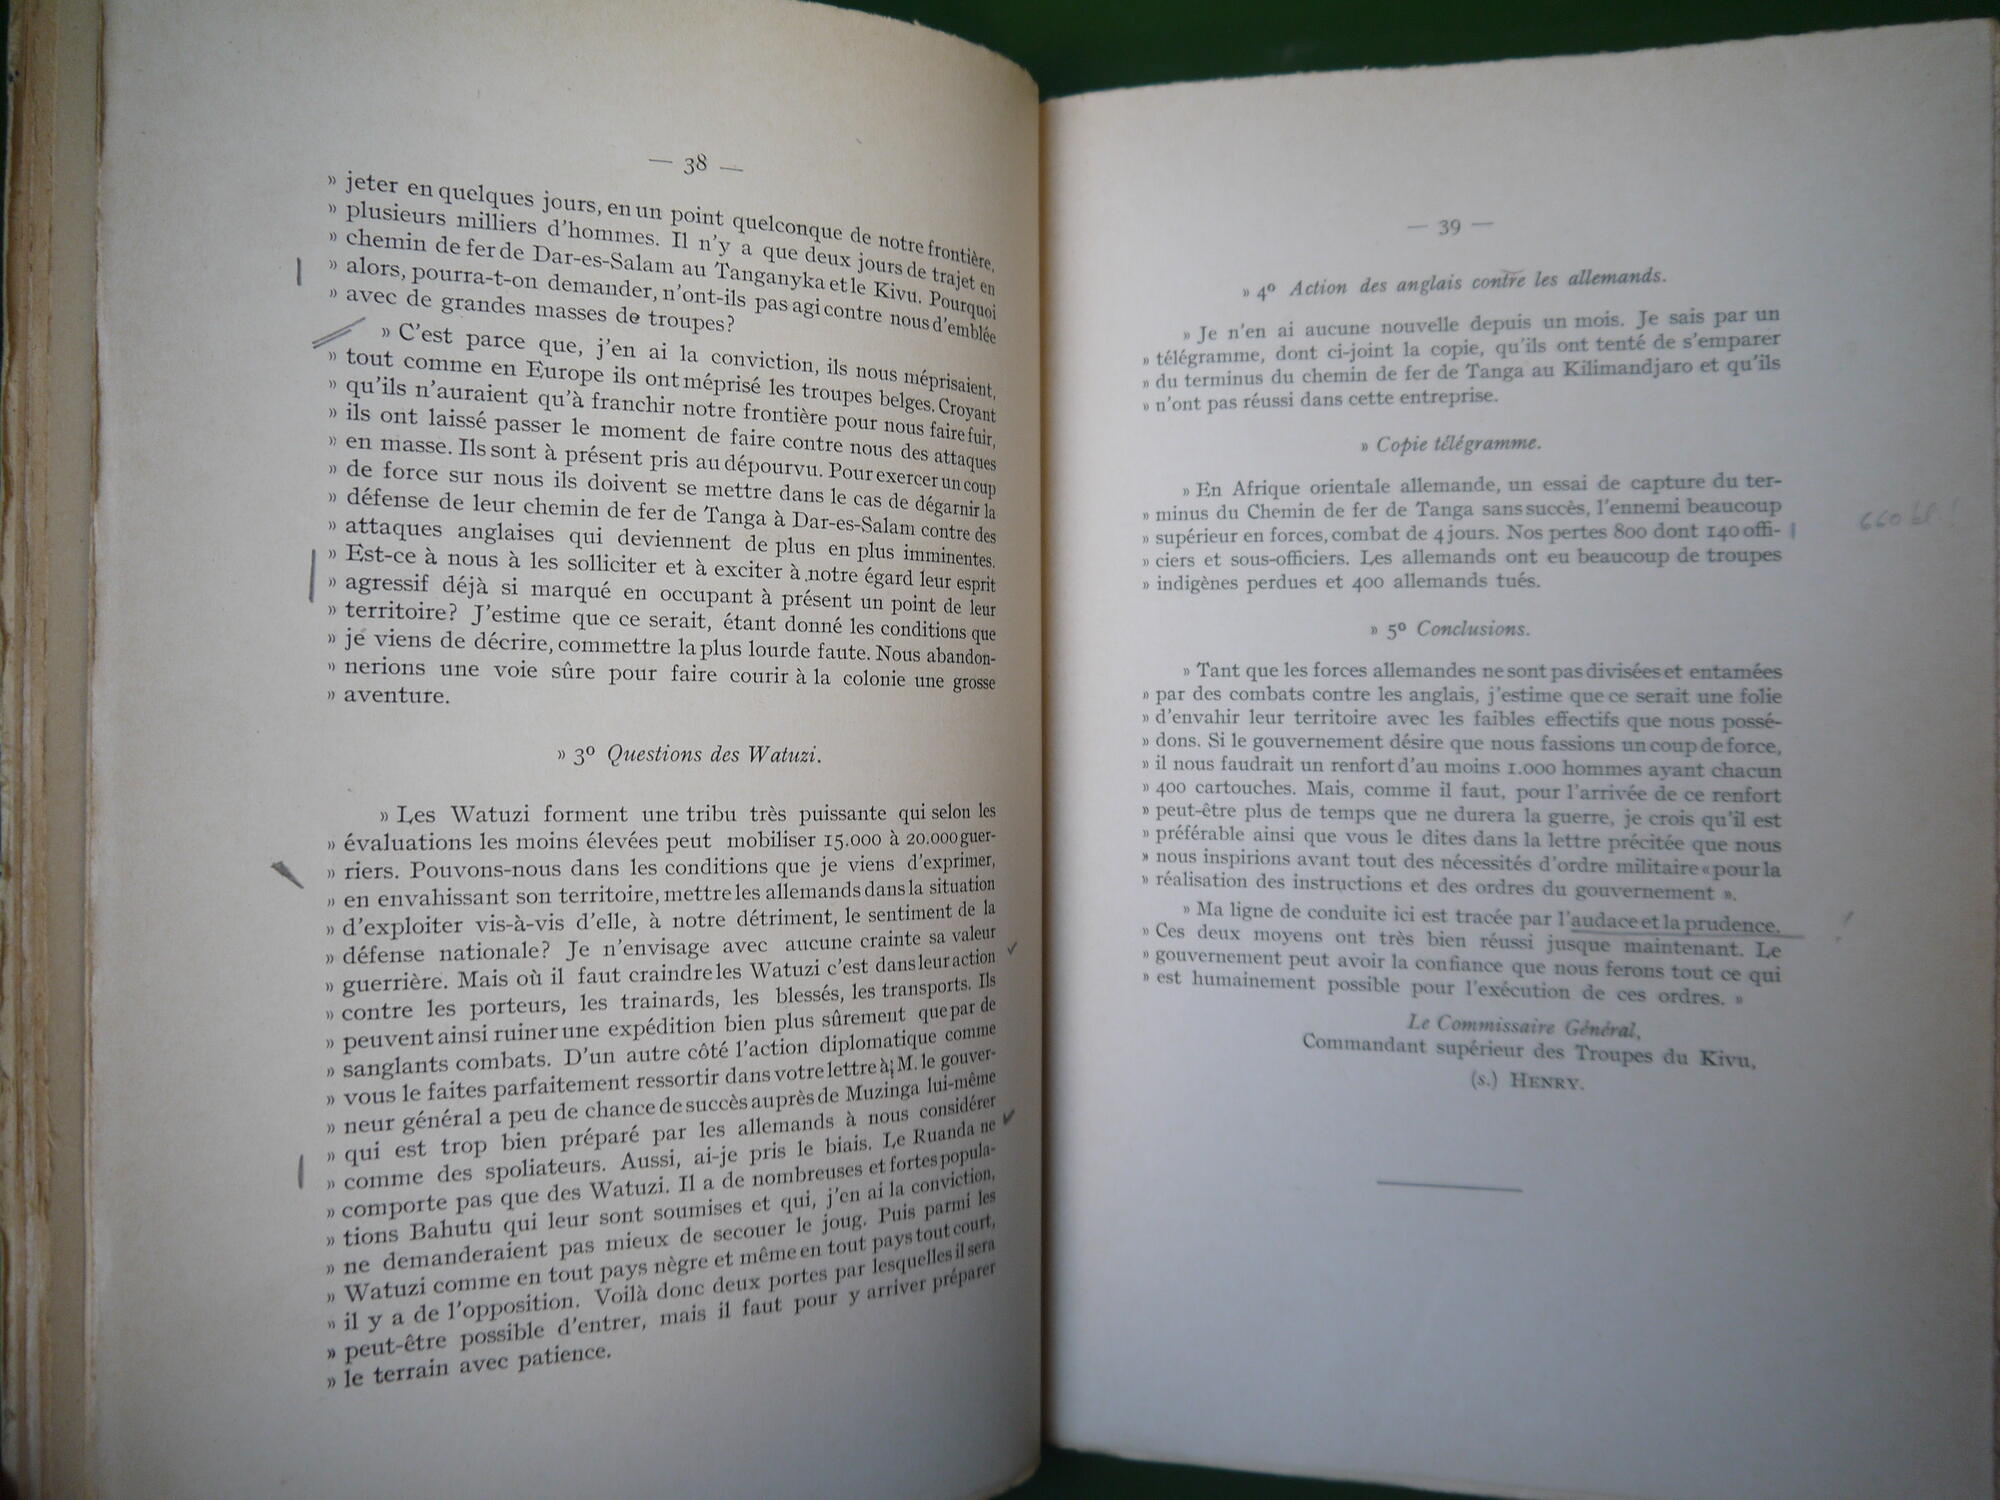 — 38 —
» jeter en quelques jours, en un point quelconque de notre frontière,
» plusieurs milliers d'hommes. Il n'y a que deux jours de trajet en
» chemin de fer de Dar-es-Salam au Tanganyka et le Kivu. Pourquoi
» alors, pourra-t-on demander, n'ont-ils pas agi contre nous d'emblée
» avec de grandes masses de troupes?
» C'est parce que, j'en ai la conviction, ils nous méprisaient,
» tout comme en Europe ils ont méprisé les troupes belges. Croyant
» qu'ils n'auraient qu'à franchir notre frontière pour nous faire fuir,
» ils ont laissé passer le moment de faire contre nous des attaques
» en masse. Ils sont à présent pris au dépourvu. Pour exercer un coup
» de force sur nous ils doivent se mettre dans le cas de dégarnir la
» défense de leur chemin de fer de Tanga à Dar-es-Salam contre des
» attaques anglaises qui deviennent de plus en plus imminentes.
» Est-ce à nous à les solliciter et à exciter à notre égard leur esprit
» agressif déjà si marqué en occupant à présent un point de leur
» territoire? J'estime que ce serait, étant donné les conditions que
» je viens de décrire, commettre la plus lourde faute. Nous abandon-
» nerions une voie sûre pour faire courir à la colonie une grosse
» aventure.
» 3º Questions des Watuzi.
» Les Watuzi forment une tribu très puissante qui selon les
» évaluations les moins élevées peut mobiliser 15.000 à 20.000 guer-
» riers. Pouvons-nous dans les conditions que je viens d'exprimer,
» en envahissant son territoire, mettre les allemands dans la situation
» d'exploiter vis-à-vis d'elle, à notre détriment, le sentiment de la
» défense nationale? Je n'envisage avec aucune crainte sa valeur
» guerrière. Mais où il faut craindre les Watuzi c'est dans leur action
» contre les porteurs, les trainards, les blessés, les transports. Ils
» peuvent ainsi ruiner une expédition bien plus sûrement que par de
» sanglants combats. D'un autre côté l'action diplomatique comme
» vous le faites parfaitement ressortir dans votre lettre à M. le gouver-
» neur général a peu de chance de succès auprès de Muzinga lui-même
» qui est trop bien préparé par les allemands à nous considérer
» comme des spoliateurs. Aussi, ai-je pris le biais. Le Ruanda ne
» comporte pas que des Watuzi. Il a de nombreuses et fortes popula-
» tions Bahutu qui leur sont soumises et qui, j'en ai la conviction,
» ne demanderaient pas mieux de secouer le joug. Puis parmi les
» Watuzi comme en tout pays nègre et même en tout pays tout court,
» il y a de l'opposition. Voilà donc deux portes par lesquelles il sera
» peut-être possible d'entrer, mais il faut pour y arriver préparer
» le terrain avec patience.
— 39 —
» 4º Action des anglais contre les allemands.
» Je n'en ai aucune nouvelle depuis un mois. Je sais par un
» télégramme, dont ci-joint la copie, qu'ils ont tenté de s'emparer
» du terminus du chemin de fer de Tanga au Kilimandjaro et qu'ils
» n'ont pas réussi dans cette entreprise.
» Copie télégramme.
» En Afrique orientale allemande, un essai de capture du ter-
» minus du Chemin de fer de Tanga sans succès, l'ennemi beaucoup
» supérieur en forces, combat de 4 jours. Nos pertes 800 dont 140 offi-
» ciers et sous-officiers. Les allemands ont eu beaucoup de troupes
» indigènes perdues et 400 allemands tués.
» 5º Conclusions.
» Tant que les forces allemandes ne sont pas divisées et entamées
» par des combats contre les anglais, j'estime que ce serait une folie
» d'envahir leur territoire avec les faibles effectifs que nous possé-
» dons. Si le gouvernement désire que nous fassions un coup de force,
» il nous faudrait un renfort d'au moins 1.000 hommes ayant chacun
» 400 cartouches. Mais, comme il faut, pour l'arrivée de ce renfort
» peut-être plus de temps que ne durera la guerre, je crois qu'il est
» préférable ainsi que vous le dites dans la lettre précitée que nous
» nous inspirions avant tout des nécessités d'ordre militaire « pour la
» réalisation des instructions et des ordres du gouvernement ».
» Ma ligne de conduite ici est tracée par l'audace et la prudence.
» Ces deux moyens ont très bien réussi jusque maintenant. Le
» gouvernement peut avoir la confiance que nous ferons tout ce qui
» est humainement possible pour l'exécution de ces ordres. »
Le Commissaire Général,
Commandant supérieur des Troupes du Kivu,
(s.) HENRY.